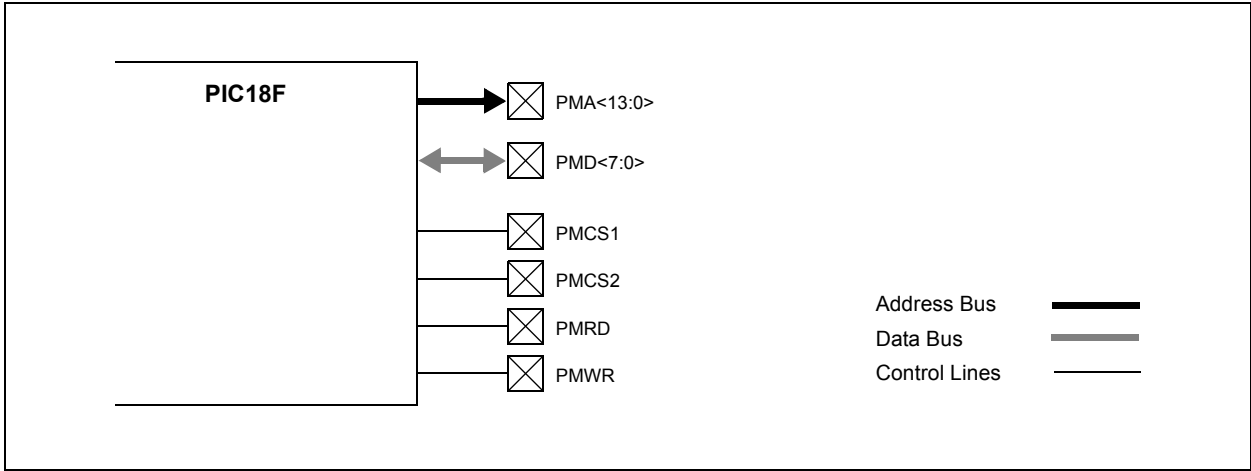 PIC18F
PMA<13:0>
PMD<7:0>
PMCS1
PMCS2
PMRD
PMWR
Address Bus
Data Bus
Control Lines